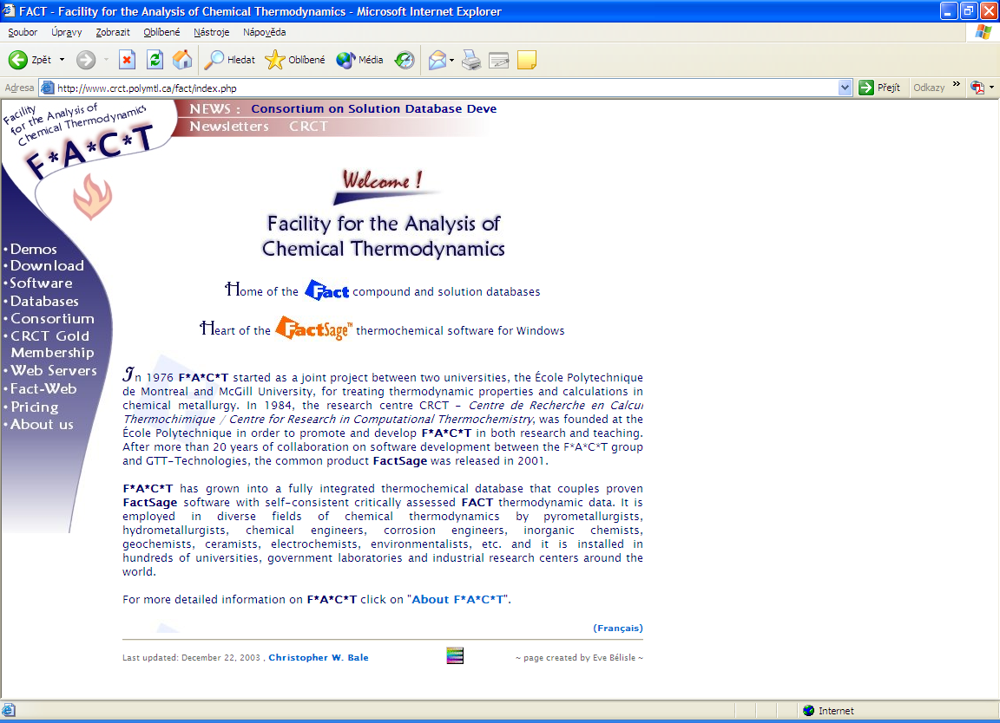 FACT - Facility for the Analysis of Chemical Thermodynamics - Microsoft Internet Explorer
Soubor Úpravy Zobrazit Oblíbené Nástroje Nápověda
Zpět Hledat Oblíbené Média
Adresa http://www.crct.polymtl.ca/fact/index.php Přejít Odkazy »
Facility
for the Analysis of
Chemical Thermodynamics
F*A*C*T
NEWS : Consortium on Solution Database Deve
Newsletters CRCT
Welcome !
Facility for the Analysis of
Chemical Thermodynamics
Home of the Fact compound and solution databases
Heart of the FactSage™ thermochemical software for Windows
•Demos
•Download
•Software
•Databases
•Consortium
•CRCT Gold
Membership
•Web Servers
•Fact-Web
•Pricing
•About us
In 1976 F*A*C*T started as a joint project between two universities, the École Polytechnique
de Montreal and McGill University, for treating thermodynamic properties and calculations in
chemical metallurgy. In 1984, the research centre CRCT - Centre de Recherche en Calcul
Thermochimique / Centre for Research in Computational Thermochemistry, was founded at the
École Polytechnique in order to promote and develop F*A*C*T in both research and teaching.
After more than 20 years of collaboration on software development between the F*A*C*T group
and GTT-Technologies, the common product FactSage was released in 2001.
F*A*C*T has grown into a fully integrated thermochemical database that couples proven
FactSage software with self-consistent critically assessed FACT thermodynamic data. It is
employed in diverse fields of chemical thermodynamics by pyrometallurgists,
hydrometallurgists, chemical engineers, corrosion engineers, inorganic chemists,
geochemists, ceramists, electrochemists, environmentalists, etc. and it is installed in
hundreds of universities, government laboratories and industrial research centers around the
world.
For more detailed information on F*A*C*T click on "About F*A*C*T".
(Français)
Last updated: December 22, 2003 , Christopher W. Bale ~ page created by Eve Bélisle ~
Internet